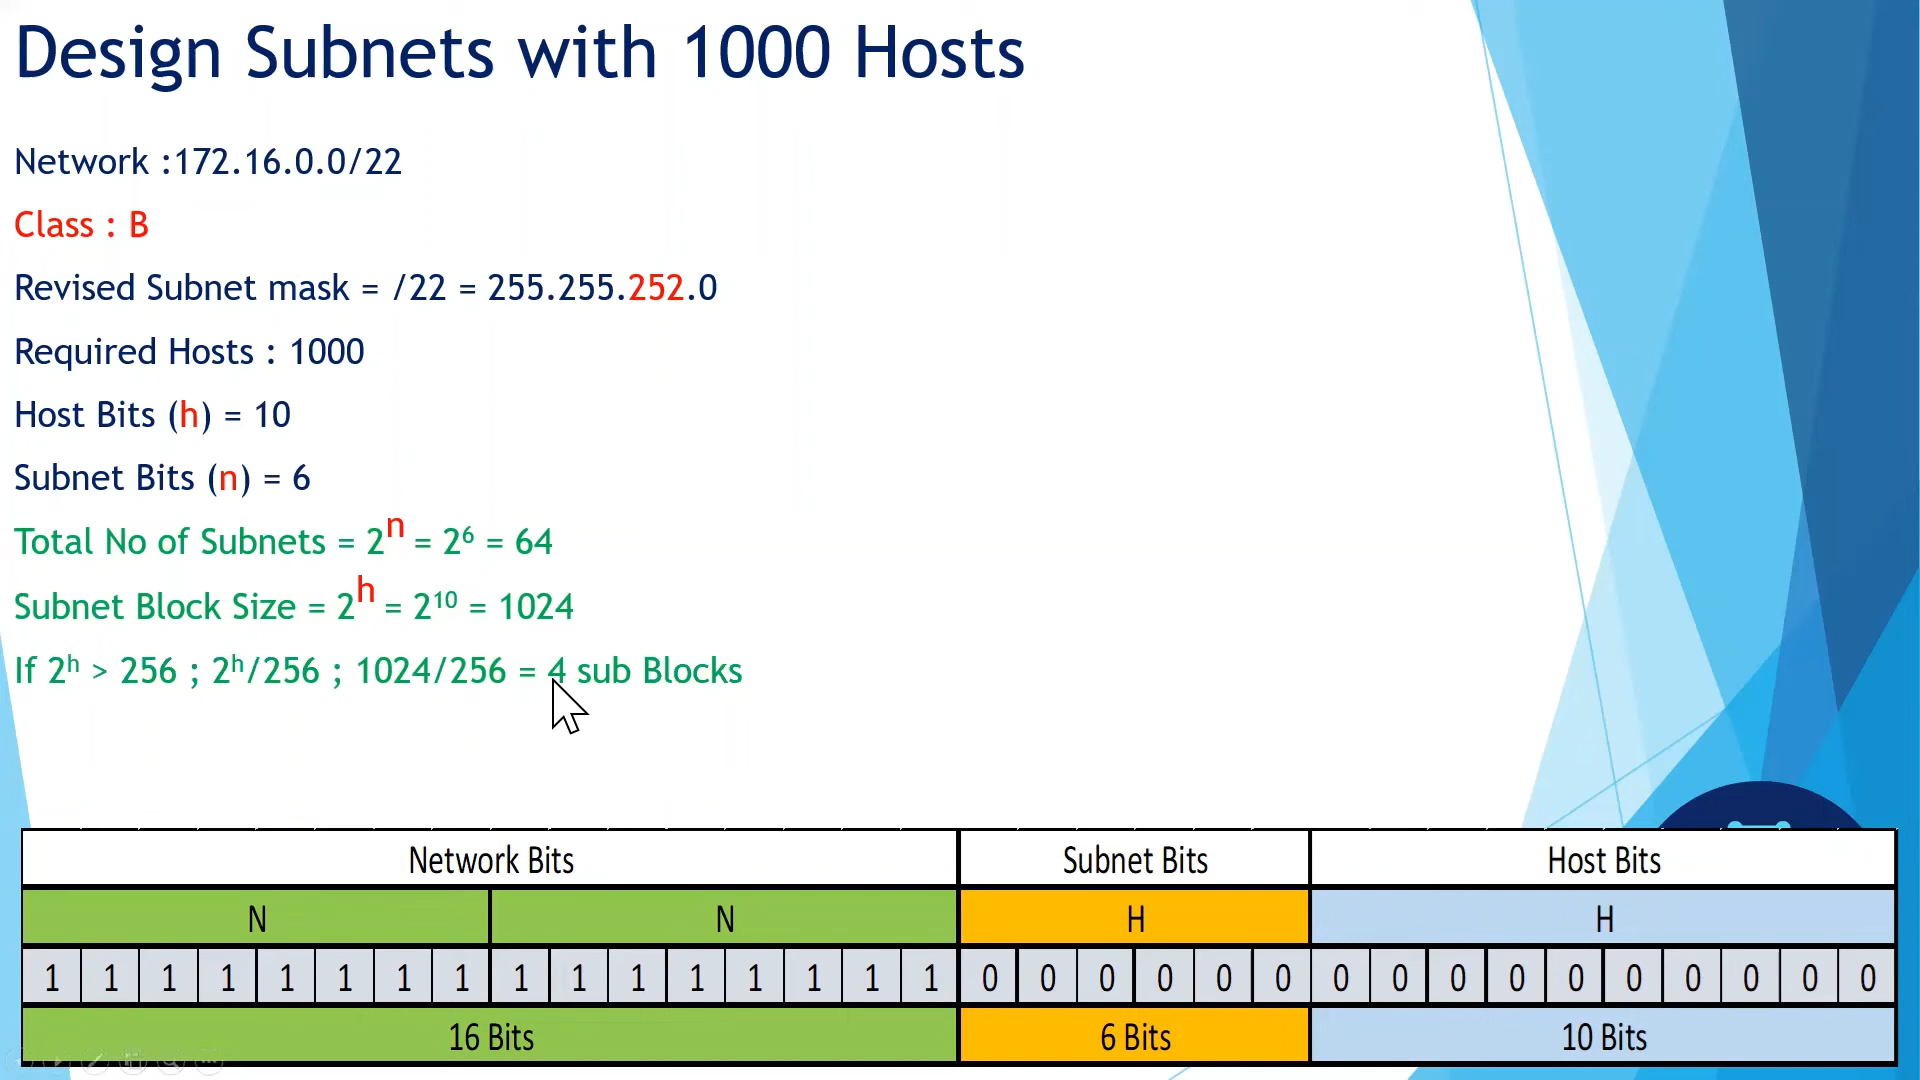 Design Subnets with 1000 Hosts
Network :172.16.0.0/22
Class : B
Revised Subnet mask = /22 = 255.255.252.0
Required Hosts : 1000
Host Bits (h) = 10
Subnet Bits (n) = 6
Total No of Subnets = 2ⁿ = 2⁶ = 64
Subnet Block Size = 2ʰ = 2¹⁰ = 1024
If 2ʰ > 256 ; 2ʰ/256 ; 1024/256 = 4 sub Blocks
Network Bits Subnet Bits Host Bits
N N H H
1 1 1 1 1 1 1 1 1 1 1 1 1 1 1 1 0 0 0 0 0 0 0 0 0 0 0 0 0 0 0 0
16 Bits 6 Bits 10 Bits